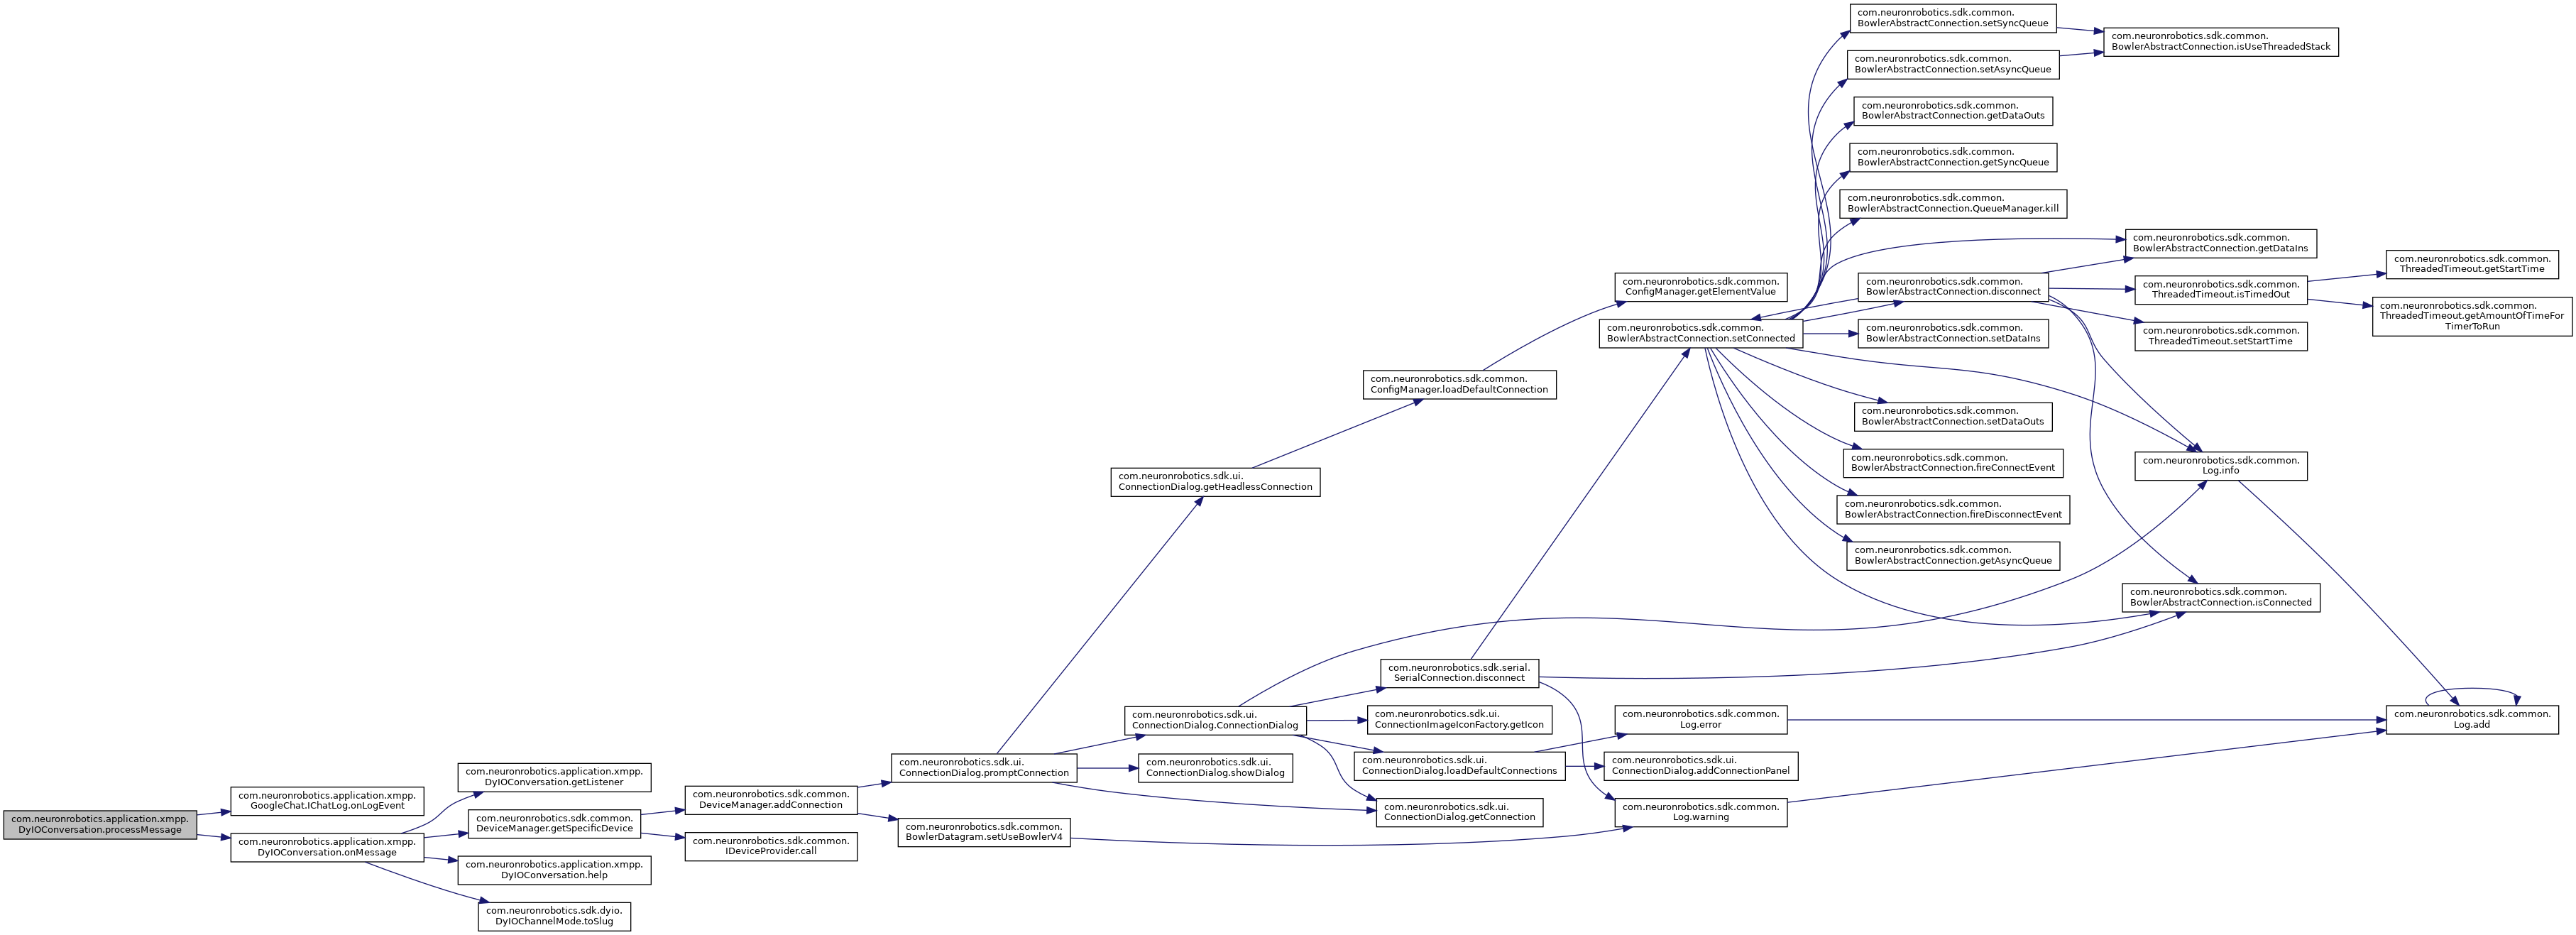 com.neuronrobotics.application.xmpp.
DyIOConversation.processMessage
com.neuronrobotics.application.xmpp.
GoogleChat.IChatLog.onLogEvent
com.neuronrobotics.application.xmpp.
DyIOConversation.onMessage
com.neuronrobotics.application.xmpp.
DyIOConversation.getListener
com.neuronrobotics.sdk.common.
DeviceManager.getSpecificDevice
com.neuronrobotics.application.xmpp.
DyIOConversation.help
com.neuronrobotics.sdk.dyio.
DyIOChannelMode.toSlug
com.neuronrobotics.sdk.common.
DeviceManager.addConnection
com.neuronrobotics.sdk.common.
IDeviceProvider.call
com.neuronrobotics.sdk.ui.
ConnectionDialog.promptConnection
com.neuronrobotics.sdk.common.
BowlerDatagram.setUseBowlerV4
com.neuronrobotics.sdk.ui.
ConnectionDialog.getHeadlessConnection
com.neuronrobotics.sdk.ui.
ConnectionDialog.ConnectionDialog
com.neuronrobotics.sdk.ui.
ConnectionDialog.showDialog
com.neuronrobotics.sdk.common.
ConfigManager.loadDefaultConnection
com.neuronrobotics.sdk.serial.
SerialConnection.disconnect
com.neuronrobotics.sdk.ui.
ConnectionImageIconFactory.getIcon
com.neuronrobotics.sdk.ui.
ConnectionDialog.loadDefaultConnections
com.neuronrobotics.sdk.ui.
ConnectionDialog.getConnection
com.neuronrobotics.sdk.common.
ConfigManager.getElementValue
com.neuronrobotics.sdk.common.
BowlerAbstractConnection.setConnected
com.neuronrobotics.sdk.common.
Log.error
com.neuronrobotics.sdk.ui.
ConnectionDialog.addConnectionPanel
com.neuronrobotics.sdk.common.
Log.warning
com.neuronrobotics.sdk.common.
BowlerAbstractConnection.setSyncQueue
com.neuronrobotics.sdk.common.
BowlerAbstractConnection.setAsyncQueue
com.neuronrobotics.sdk.common.
BowlerAbstractConnection.getDataOuts
com.neuronrobotics.sdk.common.
BowlerAbstractConnection.getSyncQueue
com.neuronrobotics.sdk.common.
BowlerAbstractConnection.QueueManager.kill
com.neuronrobotics.sdk.common.
BowlerAbstractConnection.disconnect
com.neuronrobotics.sdk.common.
BowlerAbstractConnection.setDataIns
com.neuronrobotics.sdk.common.
BowlerAbstractConnection.setDataOuts
com.neuronrobotics.sdk.common.
BowlerAbstractConnection.fireConnectEvent
com.neuronrobotics.sdk.common.
BowlerAbstractConnection.fireDisconnectEvent
com.neuronrobotics.sdk.common.
BowlerAbstractConnection.getAsyncQueue
com.neuronrobotics.sdk.common.
BowlerAbstractConnection.isUseThreadedStack
com.neuronrobotics.sdk.common.
BowlerAbstractConnection.getDataIns
com.neuronrobotics.sdk.common.
ThreadedTimeout.isTimedOut
com.neuronrobotics.sdk.common.
ThreadedTimeout.setStartTime
com.neuronrobotics.sdk.common.
Log.info
com.neuronrobotics.sdk.common.
BowlerAbstractConnection.isConnected
com.neuronrobotics.sdk.common.
ThreadedTimeout.getStartTime
com.neuronrobotics.sdk.common.
ThreadedTimeout.getAmountOfTimeFor
TimerToRun
com.neuronrobotics.sdk.common.
Log.add